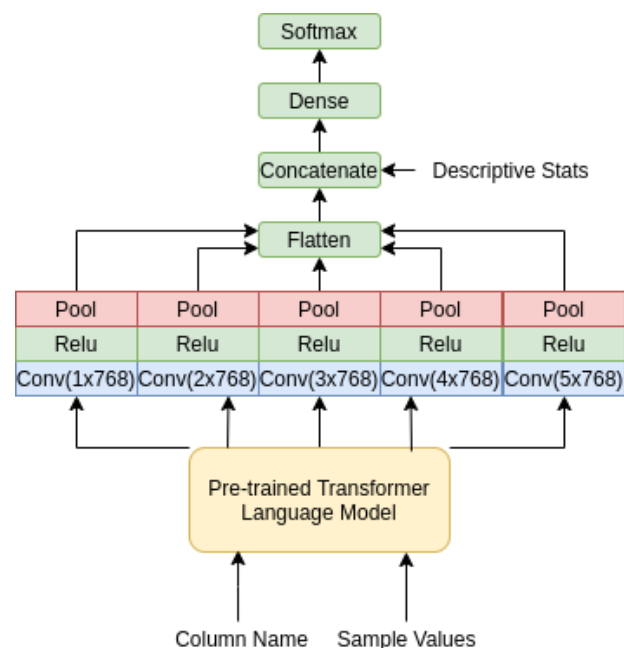 Softmax
Dense
Concatenate
Descriptive Stats
Flatten
Pool Pool Pool Pool Pool
Relu Relu Relu Relu Relu
Conv(1x768) Conv(2x768) Conv(3x768) Conv(4x768) Conv(5x768)
Pre-trained Transformer
Language Model
Column Name Sample Values